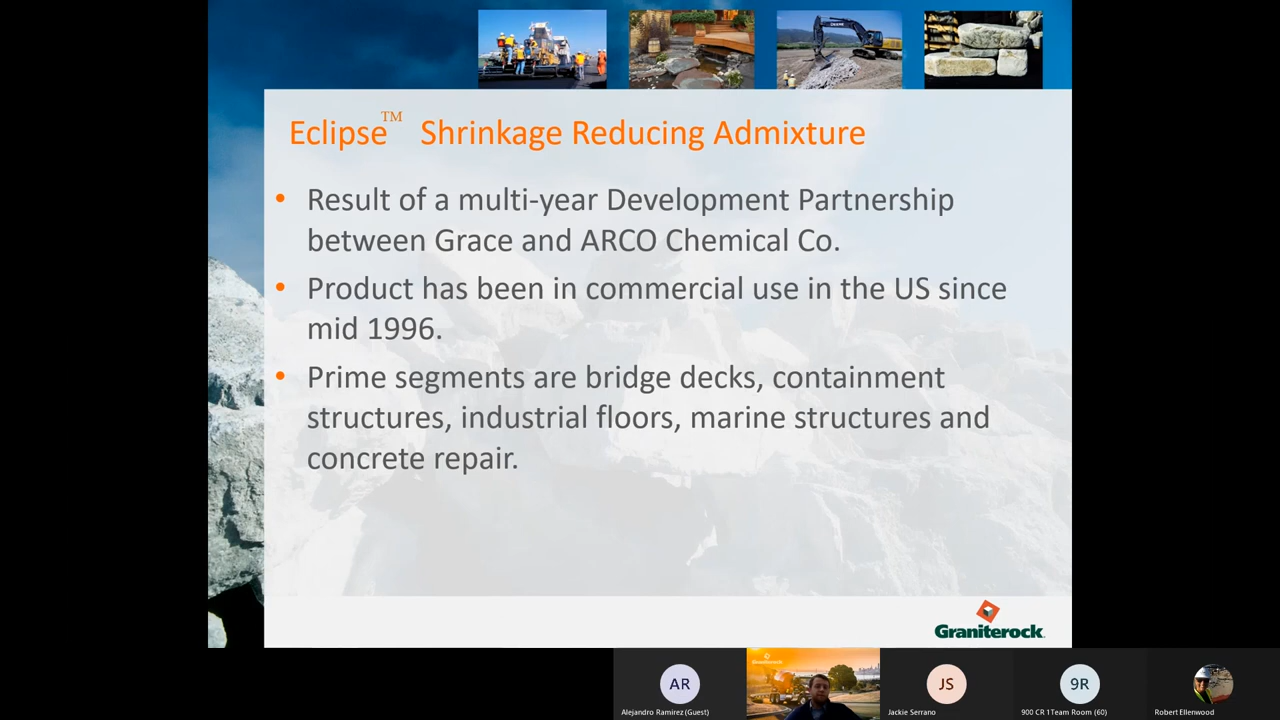 Eclipse™ Shrinkage Reducing Admixture
• Result of a multi-year Development Partnership
between Grace and ARCO Chemical Co.
• Product has been in commercial use in the US since
mid 1996.
• Prime segments are bridge decks, containment
structures, industrial floors, marine structures and
concrete repair.
Graniterock
AR
Graniterock
JS
9R
Alejandro Ramirez (Guest)
Jackie Serrano
900 CR 1Team Room (60)
Robert Ellenwood